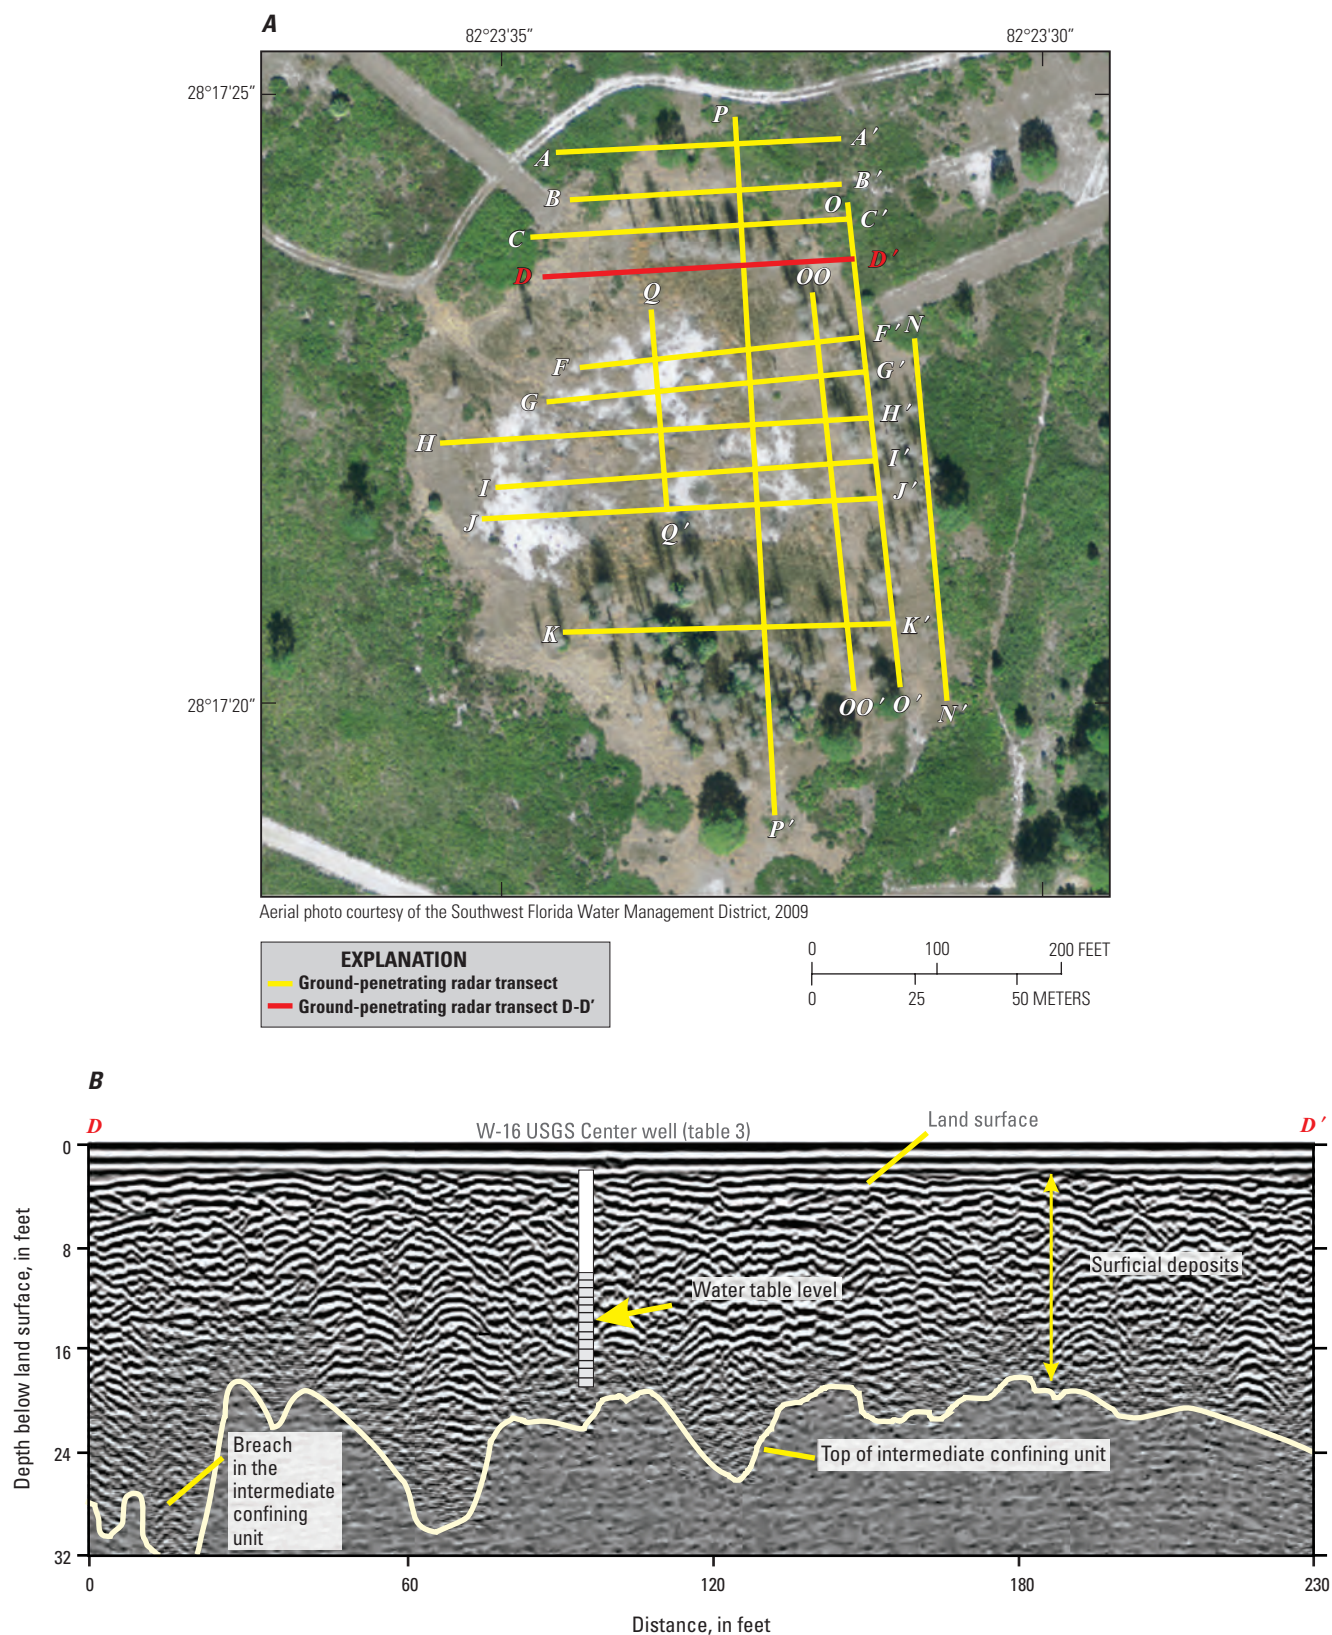 A
82°23'35" 82°23'30"
28°17'25"
P
A A'
B B'
O
C C'
D D'
OO
Q
F' N
F
G'
G
H'
H
I'
I
J'
J
Q'
K K'
28°17'20"
OO' O' N'
P'
Aerial photo courtesy of the Southwest Florida Water Management District, 2009
EXPLANATION
Ground-penetrating radar transect
Ground-penetrating radar transect D-D'
0 100 200 FEET
0 25 50 METERS
B
D D'
W-16 USGS Center well (table 3)
Land surface
0
8
16
24
32
Depth below land surface, in feet
Surficial deposits
Water table level
Breach
in the
intermediate
confining
unit
Top of intermediate confining unit
0 60 120 180 230
Distance, in feet